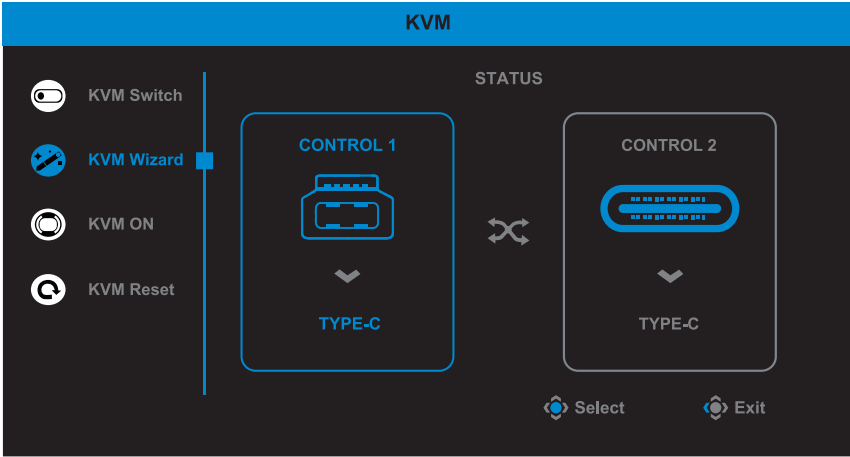 KVM
KVM Switch
KVM Wizard
KVM ON
KVM Reset
STATUS
CONTROL 1
TYPE-C
CONTROL 2
TYPE-C
Select
Exit